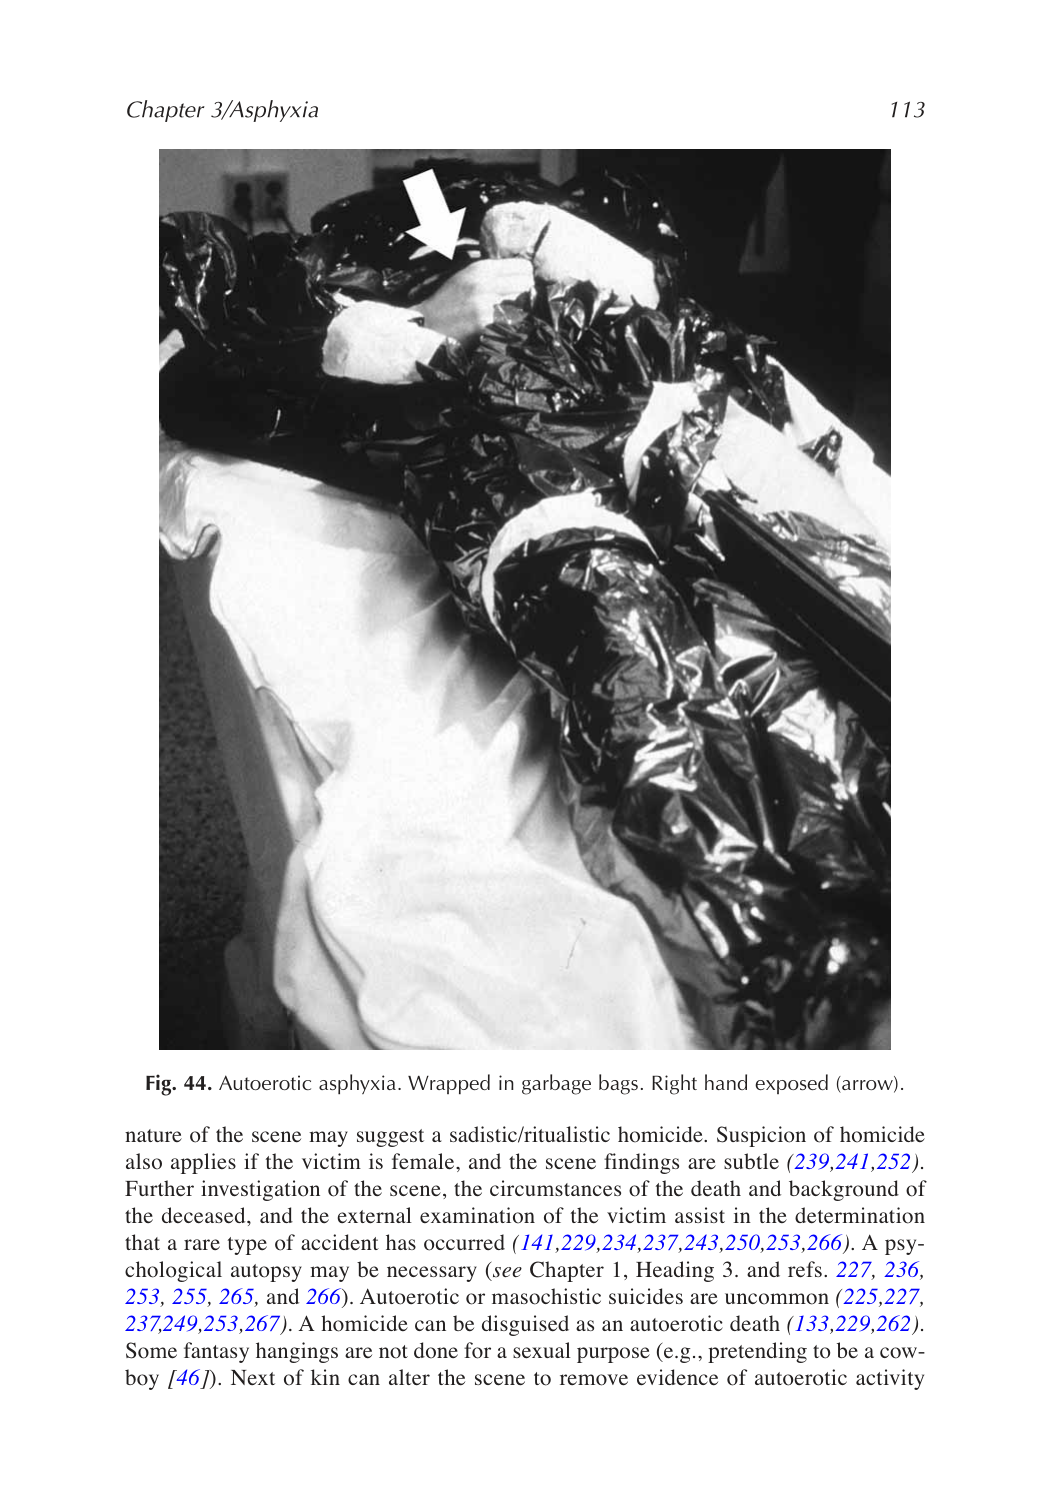 Chapter 3/Asphyxia 113
Fig. 44. Autoerotic asphyxia. Wrapped in garbage bags. Right hand exposed (arrow).
nature of the scene may suggest a sadistic/ritualistic homicide. Suspicion of homicide
also applies if the victim is female, and the scene findings are subtle (239,241,252).
Further investigation of the scene, the circumstances of the death and background of
the deceased, and the external examination of the victim assist in the determination
that a rare type of accident has occurred (141,229,234,237,243,250,253,266). A psy-
chological autopsy may be necessary (see Chapter 1, Heading 3. and refs. 227, 236,
253, 255, 265, and 266). Autoerotic or masochistic suicides are uncommon (225,227,
237,249,253,267). A homicide can be disguised as an autoerotic death (133,229,262).
Some fantasy hangings are not done for a sexual purpose (e.g., pretending to be a cow-
boy [46]). Next of kin can alter the scene to remove evidence of autoerotic activity